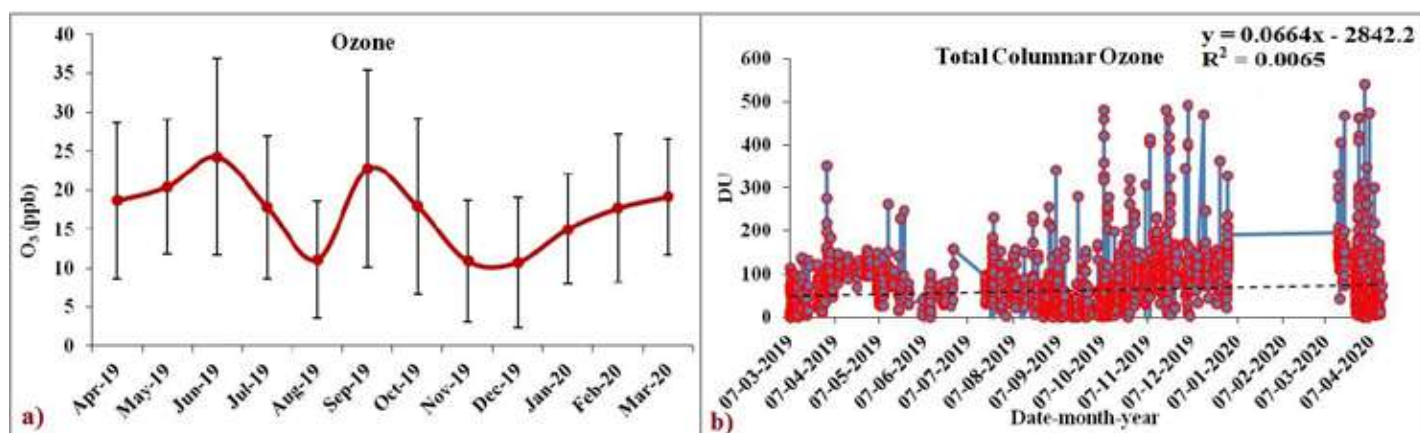 Ozone
O3 (ppb)
40
35
30
25
20
15
10
5
0
Apr-19
May-19
Jun-19
Jul-19
Aug-19
Sep-19
Oct-19
Nov-19
Dec-19
Jan-20
Feb-20
Mar-20
a)
Total Columnar Ozone
y = 0.0664x - 2842.2
R² = 0.0065
DU
600
500
400
300
200
100
0
07-03-2019
07-04-2019
07-05-2019
07-06-2019
07-07-2019
07-08-2019
07-09-2019
07-10-2019
07-11-2019
07-12-2019
07-01-2020
07-02-2020
07-03-2020
07-04-2020
Date-month-year
b)